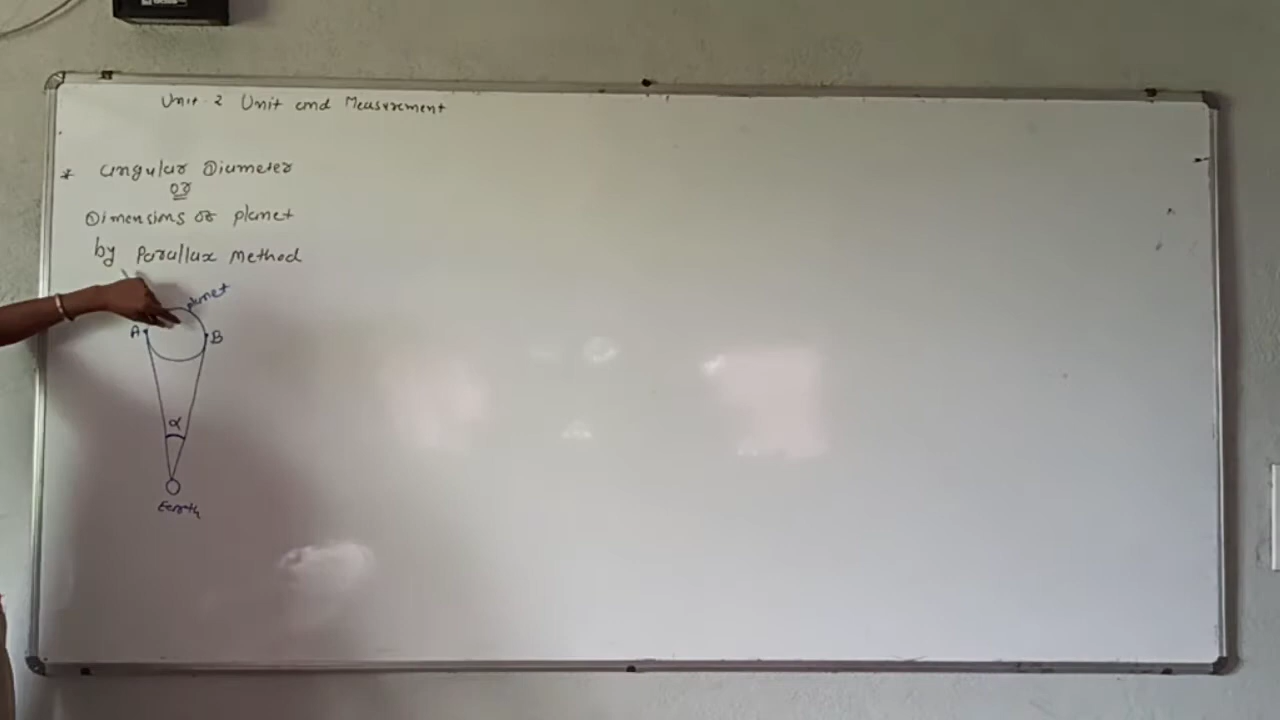 Unit-2 Unit and Measurement
* Angular Diameter
or
Dimensions of planet
by Parallax Method
planet
A
B
α
Earth